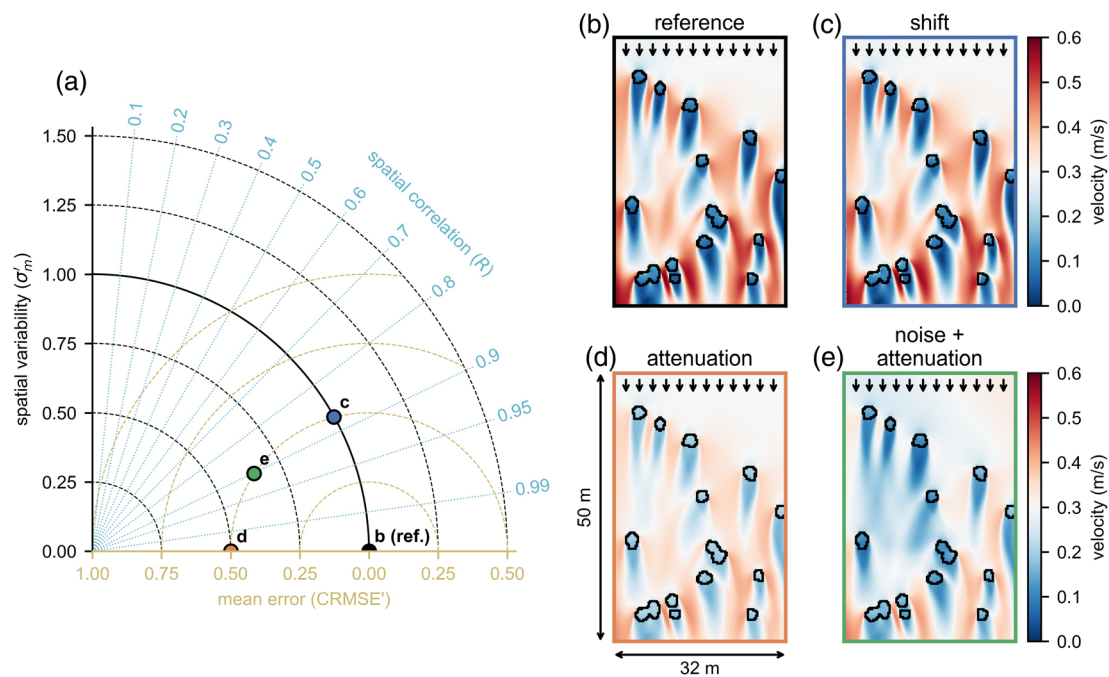 (a)
0.1
0.2
0.3
0.4
0.5
0.6
0.7
0.8
0.9
0.95
0.99
spatial correlation (R)
1.50
1.25
1.00
0.75
0.50
0.25
0.00
spatial variability (σ′m)
c
e
d
b (ref.)
1.00 0.75 0.50 0.25 0.00 0.25 0.50
mean error (CRMSE')
(b) reference
(c) shift
0.6
0.5
0.4
0.3
0.2
0.1
0.0
velocity (m/s)
(d) attenuation
50 m
32 m
(e) noise +
attenuation
0.6
0.5
0.4
0.3
0.2
0.1
0.0
velocity (m/s)